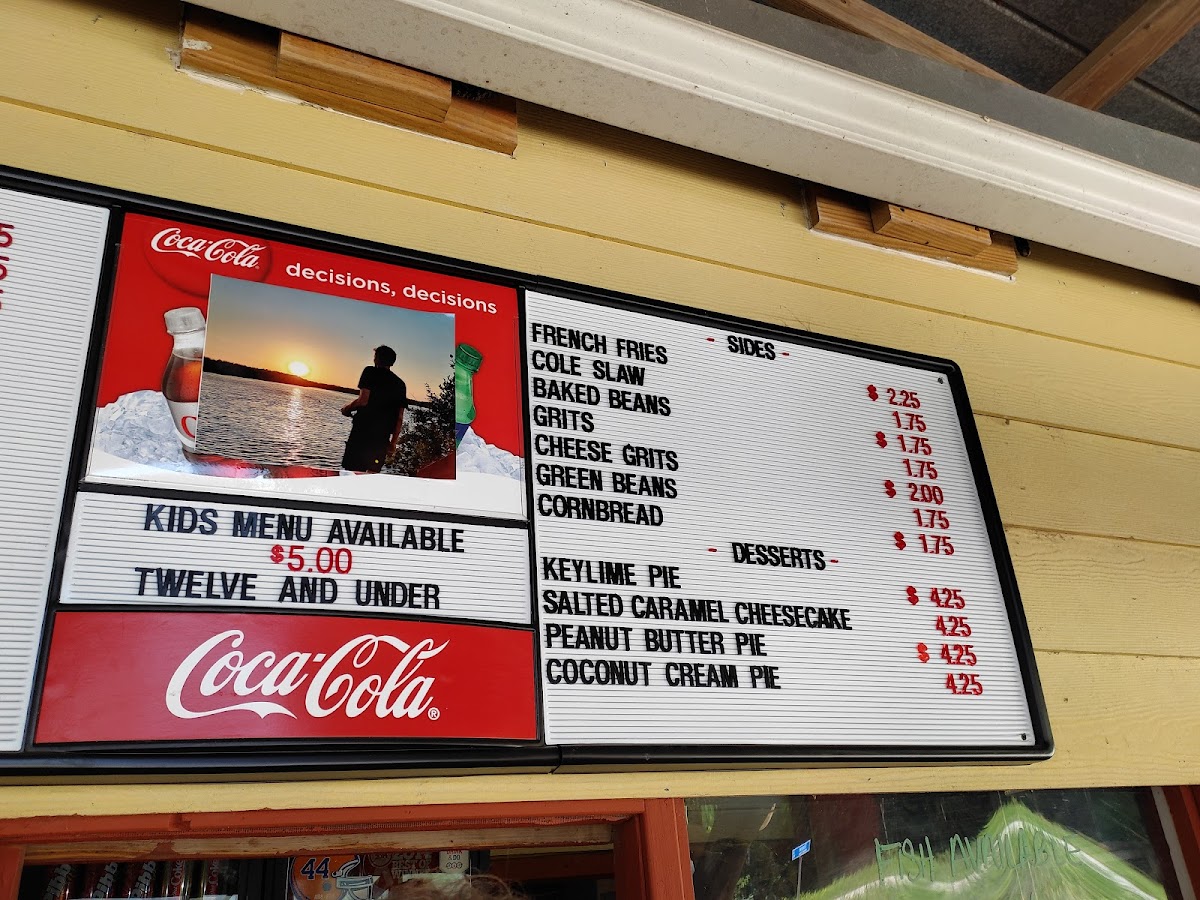 Coca-Cola
decisions, decisions
KIDS MENU AVAILABLE
$5.00
TWELVE AND UNDER
Coca-Cola®
- SIDES -
FRENCH FRIES $ 2.25
COLE SLAW 1.75
BAKED BEANS $ 1.75
GRITS 1.75
CHEESE GRITS $ 2.00
GREEN BEANS 1.75
CORNBREAD $ 1.75
- DESSERTS -
KEYLIME PIE $ 4.25
SALTED CARAMEL CHEESECAKE 4.25
PEANUT BUTTER PIE $ 4.25
COCONUT CREAM PIE 4.25
44